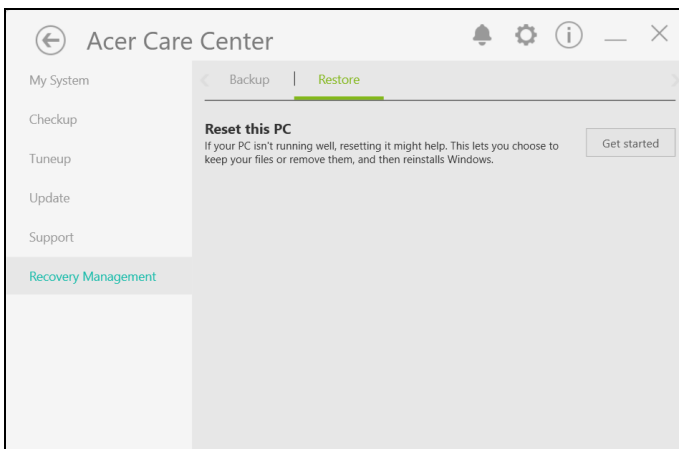 Acer Care Center
My System
Checkup
Tuneup
Update
Support
Recovery Management
Backup | Restore
Reset this PC
If your PC isn't running well, resetting it might help. This lets you choose to
keep your files or remove them, and then reinstalls Windows.
Get started